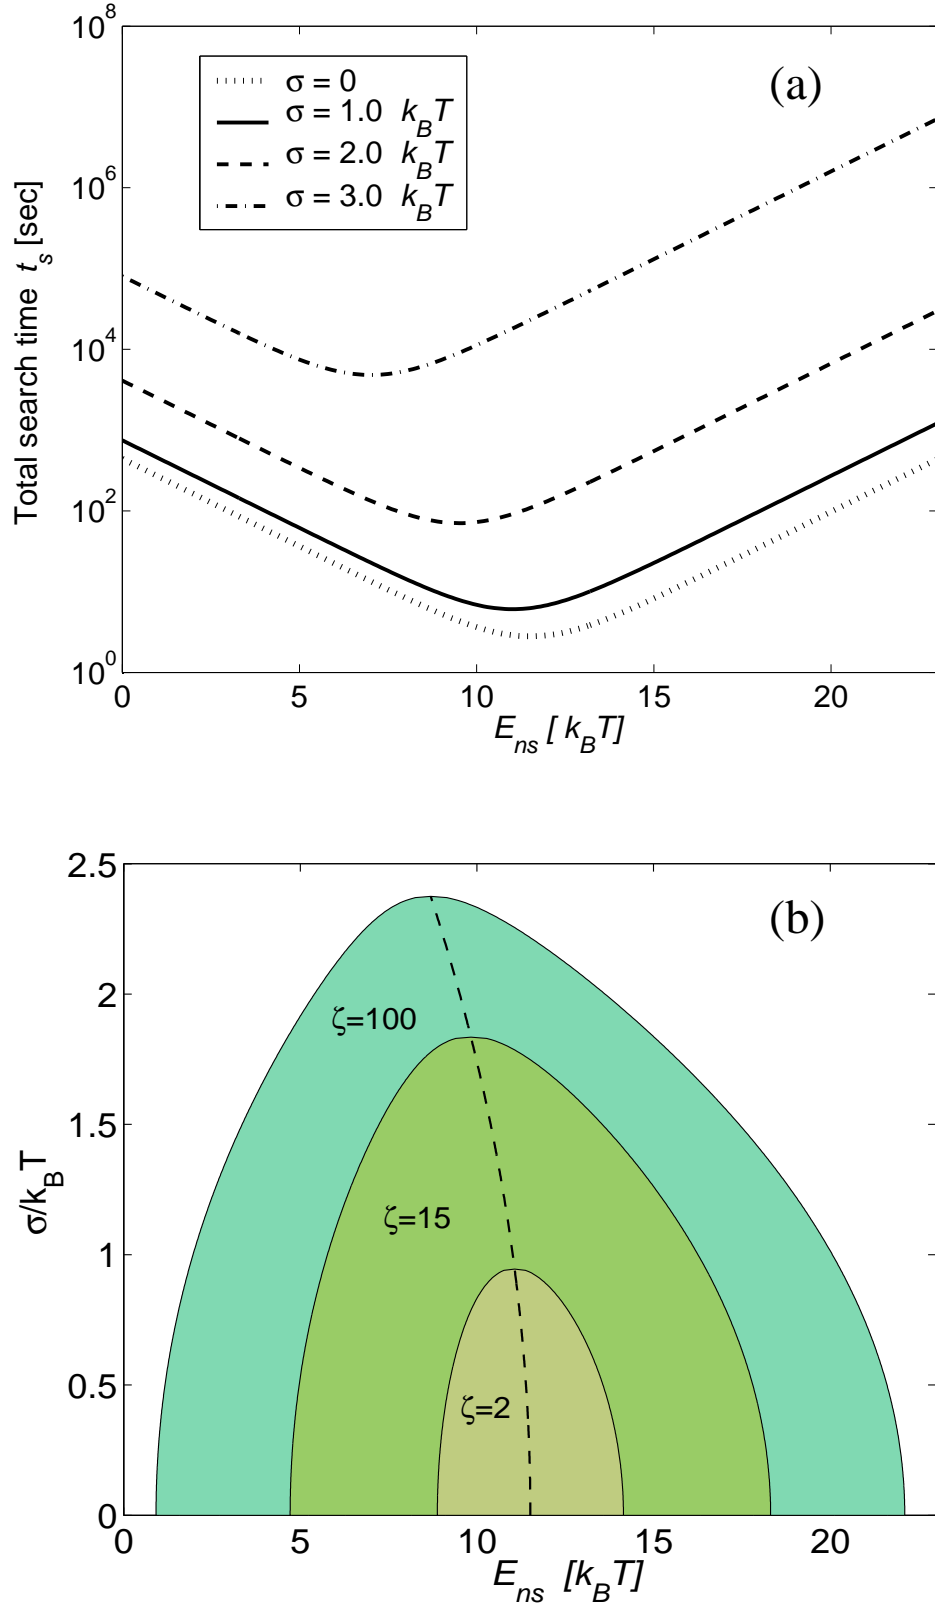 10^8
(a)
σ = 0
σ = 1.0 k_BT
σ = 2.0 k_BT
σ = 3.0 k_BT
10^6
Total search time t_s [sec]
10^4
10^2
10^0
0 5 10 15 20
E_ns [ k_BT]
2.5
(b)
2
ζ=100
1.5
σ/k_BT
ζ=15
1
0.5
ζ=2
0
0 5 10 15 20
E_ns [k_BT]